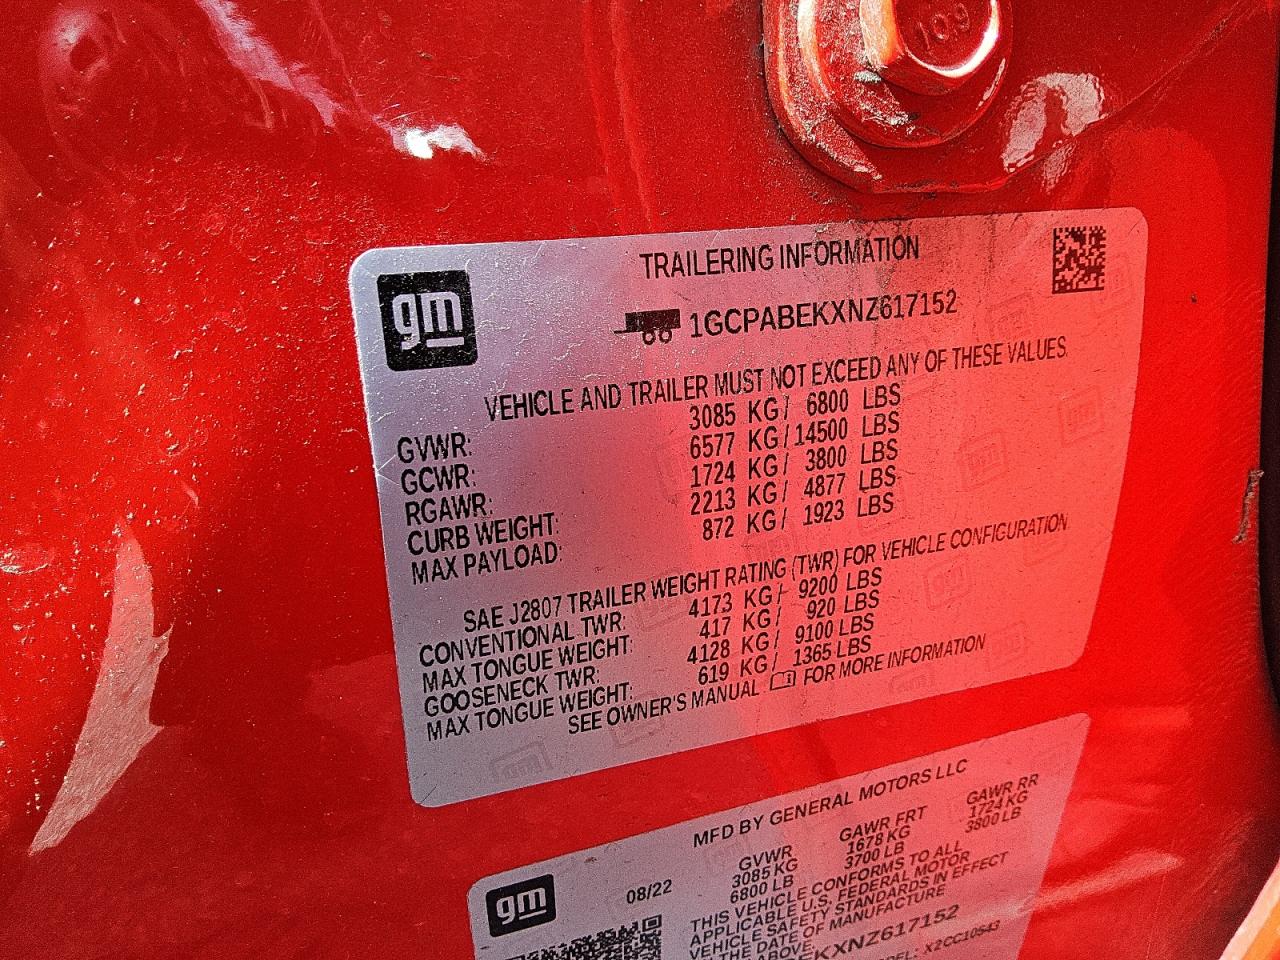 10.9
gm
TRAILERING INFORMATION
1GCPABEKXNZ617152
VEHICLE AND TRAILER MUST NOT EXCEED ANY OF THESE VALUES.
GVWR: 3085 KG / 6800 LBS
GCWR: 6577 KG / 14500 LBS
RGAWR: 1724 KG / 3800 LBS
CURB WEIGHT: 2213 KG / 4877 LBS
MAX PAYLOAD: 872 KG / 1923 LBS
SAE J2807 TRAILER WEIGHT RATING (TWR) FOR VEHICLE CONFIGURATION
CONVENTIONAL TWR: 4173 KG / 9200 LBS
MAX TONGUE WEIGHT: 417 KG / 920 LBS
GOOSENECK TWR: 4128 KG / 9100 LBS
MAX TONGUE WEIGHT: 619 KG / 1365 LBS
SEE OWNER'S MANUAL FOR MORE INFORMATION
gm
MFD BY GENERAL MOTORS LLC
08/22
GVWR GAWR FRT GAWR RR
3085 KG 1678 KG 1724 KG
6800 LB 3700 LB 3800 LB
THIS VEHICLE CONFORMS TO ALL
APPLICABLE U.S. FEDERAL MOTOR
VEHICLE SAFETY STANDARDS IN EFFECT
THE DATE OF MANUFACTURE
ABOVE.
EKXNZ617152
X2CC10543